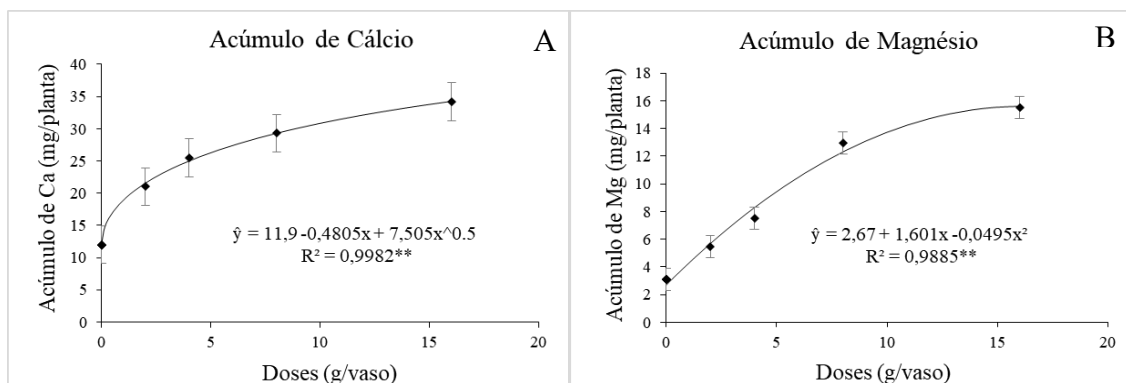 Acúmulo de Cálcio
A
Acúmulo de Ca (mg/planta)
40
35
30
25
20
15
10
5
0
ŷ = 11,9 -0,4805x + 7,505x^0.5
R² = 0,9982**
0 5 10 15 20
Doses (g/vaso)
Acúmulo de Magnésio
B
Acúmulo de Mg (mg/planta)
18
16
14
12
10
8
6
4
2
0
ŷ = 2,67 + 1,601x -0,0495x²
R² = 0,9885**
0 5 10 15 20
Doses (g/vaso)